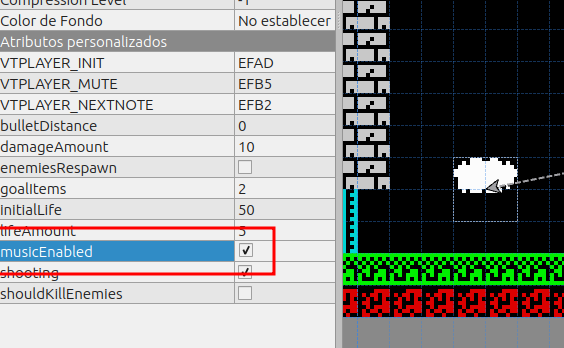 Compression Level -1
Color de Fondo No establecer
Atributos personalizados
VTPLAYER_INIT EFAD
VTPLAYER_MUTE EFB5
VTPLAYER_NEXTNOTE EFB2
bulletDistance 0
damageAmount 10
enemiesRespawn
goalItems 2
initialLife 50
lifeAmount 5
musicEnabled
shooting
shouldKillEnemies